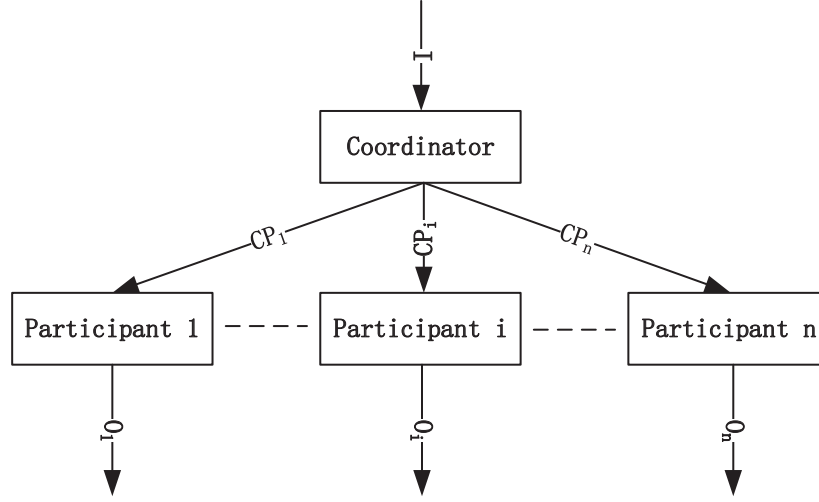 I
Coordinator
CP₁
CPᵢ
CPₙ
Participant 1
Participant i
Participant n
O₁
Oᵢ
Oₙ